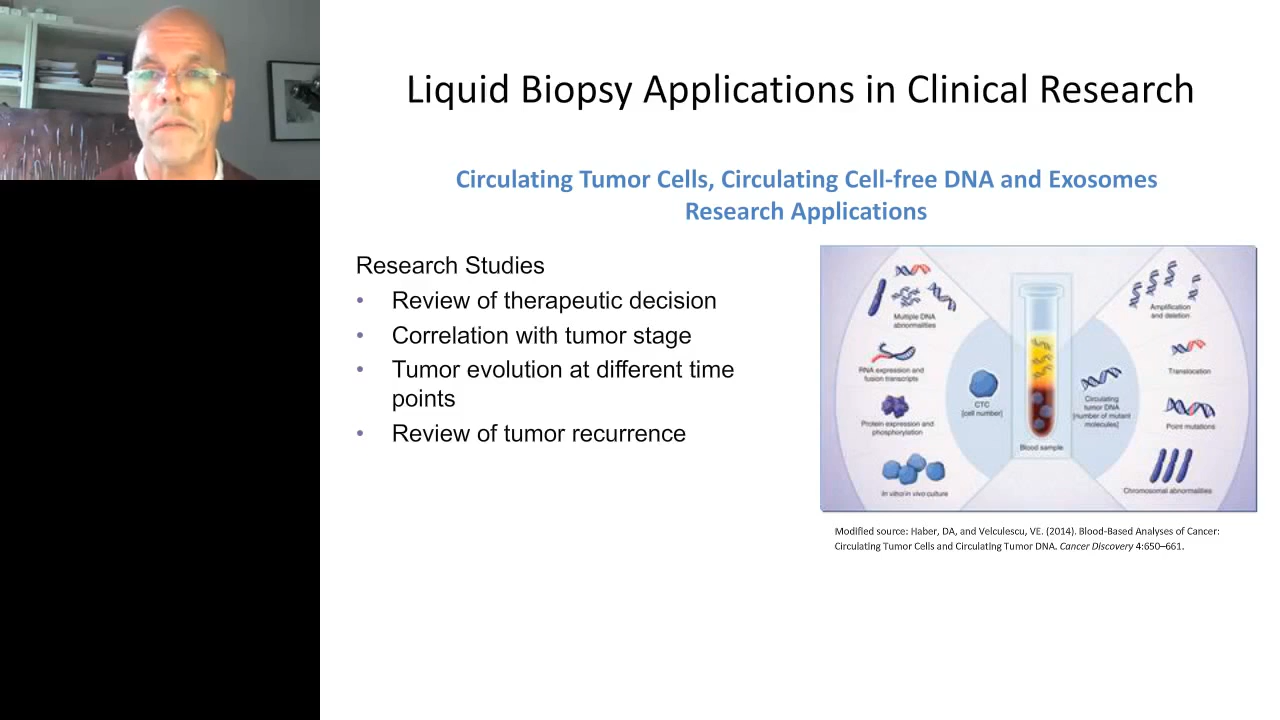 Liquid Biopsy Applications in Clinical Research
Circulating Tumor Cells, Circulating Cell-free DNA and Exosomes
Research Applications
Research Studies
• Review of therapeutic decision
• Correlation with tumor stage
• Tumor evolution at different time
points
• Review of tumor recurrence
Multiple DNA
abnormalities
RNA expression and
fusion transcripts
Protein expression and
phosphorylation
In vitro/in vivo culture
CTC
[cell number]
Blood sample
Circulating
tumor DNA
[number of mutant
molecules]
Amplification
and deletion
Translocation
Point mutations
Chromosomal abnormalities
Modified source: Haber, DA, and Velculescu, VE. (2014). Blood-Based Analyses of Cancer:
Circulating Tumor Cells and Circulating Tumor DNA. Cancer Discovery 4:650–661.